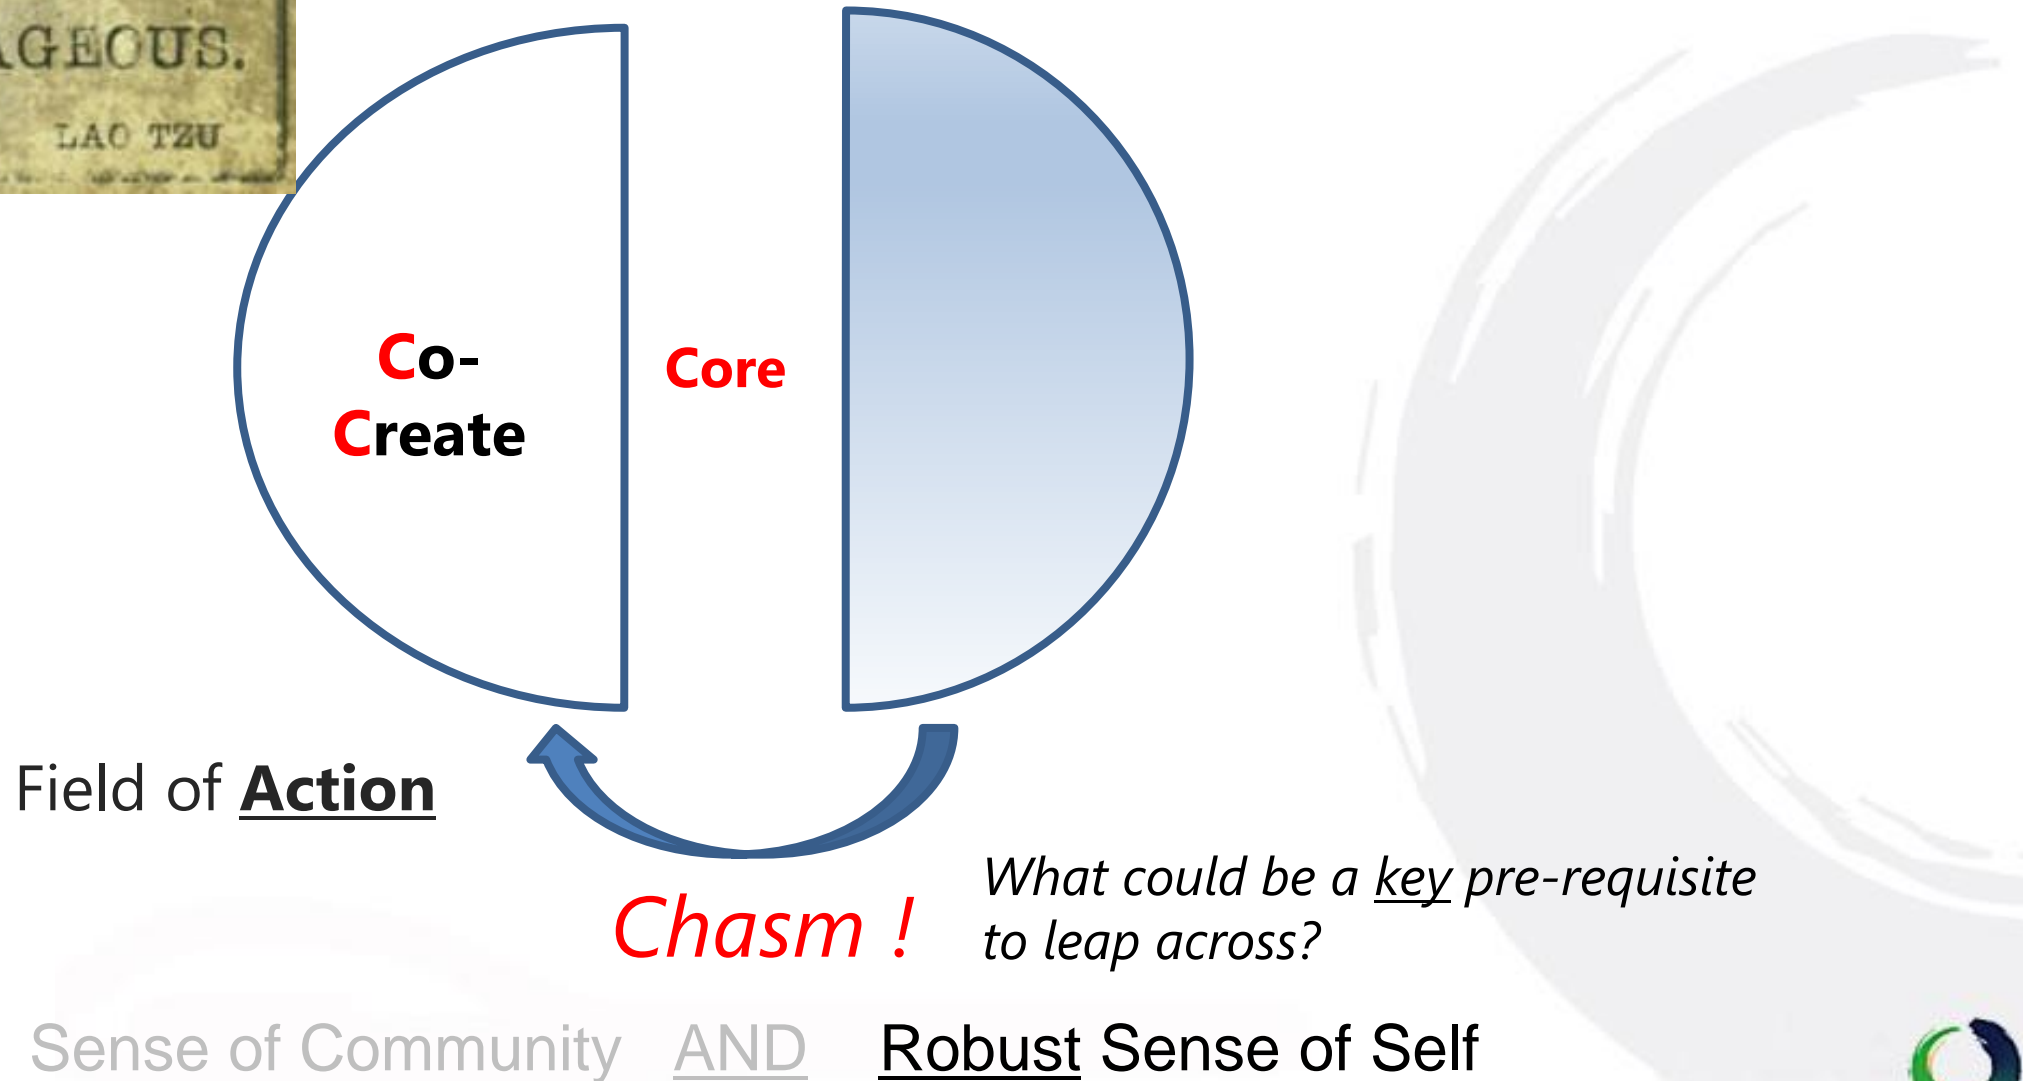 AGEOUS.
LAO TZU
Co-
Create
Core
Field of Action
Chasm !
What could be a key pre-requisite
to leap across?
Sense of Community AND Robust Sense of Self